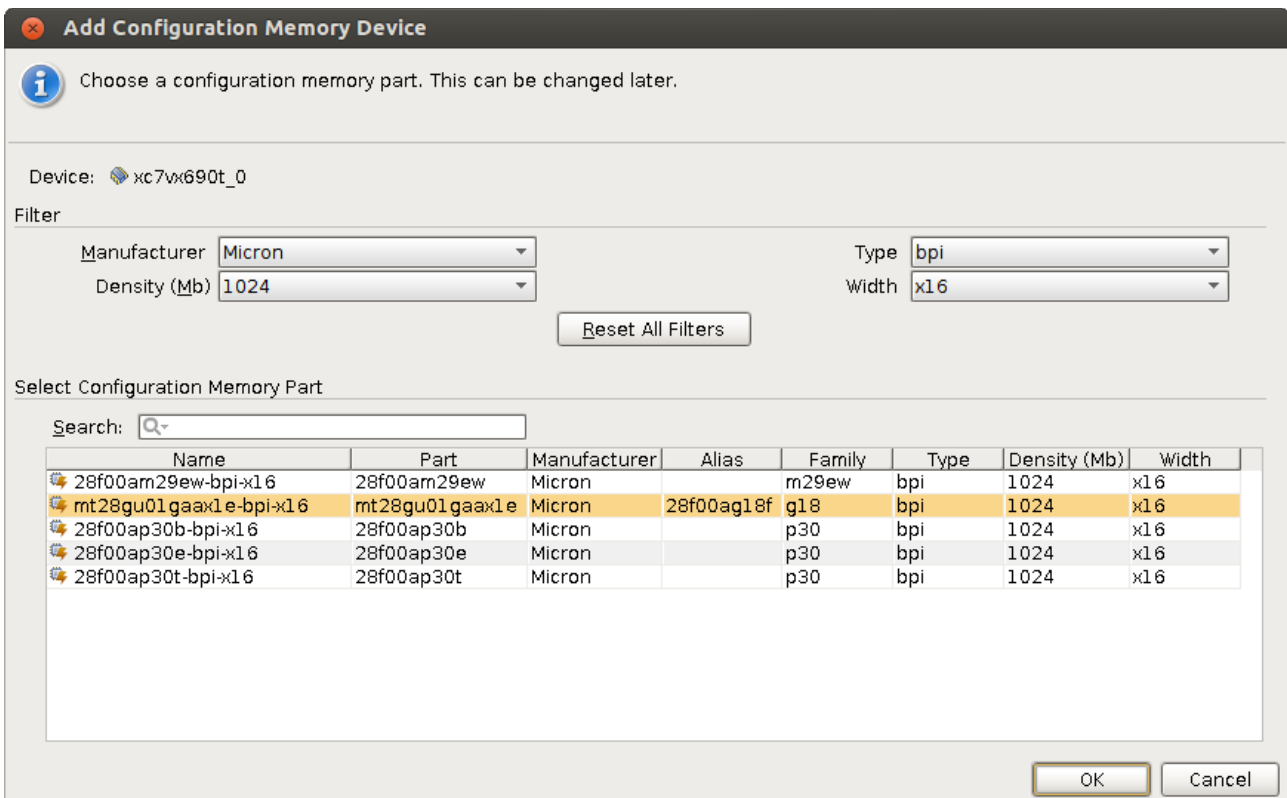 Add Configuration Memory Device
Choose a configuration memory part. This can be changed later.
Device: xc7vx690t_0
Filter
Manufacturer Micron Type bpi
Density (Mb) 1024 Width x16
Reset All Filters
Select Configuration Memory Part
Search:
Name Part Manufacturer Alias Family Type Density (Mb) Width
28f00am29ew-bpi-x16 28f00am29ew Micron m29ew bpi 1024 x16
mt28gu01gaax1e-bpi-x16 mt28gu01gaax1e Micron 28f00ag18f g18 bpi 1024 x16
28f00ap30b-bpi-x16 28f00ap30b Micron p30 bpi 1024 x16
28f00ap30e-bpi-x16 28f00ap30e Micron p30 bpi 1024 x16
28f00ap30t-bpi-x16 28f00ap30t Micron p30 bpi 1024 x16
OK Cancel